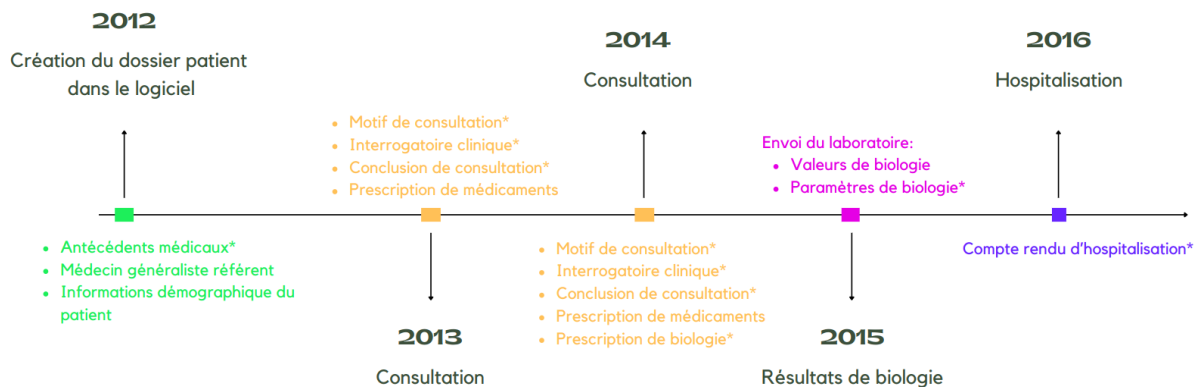 2012
Création du dossier patient
dans le logiciel
• Antécédents médicaux*
• Médecin généraliste référent
• Informations démographique du
patient
• Motif de consultation*
• Interrogatoire clinique*
• Conclusion de consultation*
• Prescription de médicaments
2013
Consultation
2014
Consultation
• Motif de consultation*
• Interrogatoire clinique*
• Conclusion de consultation*
• Prescription de médicaments
• Prescription de biologie*
Envoi du laboratoire:
• Valeurs de biologie
• Paramètres de biologie*
2015
Résultats de biologie
2016
Hospitalisation
Compte rendu d'hospitalisation*